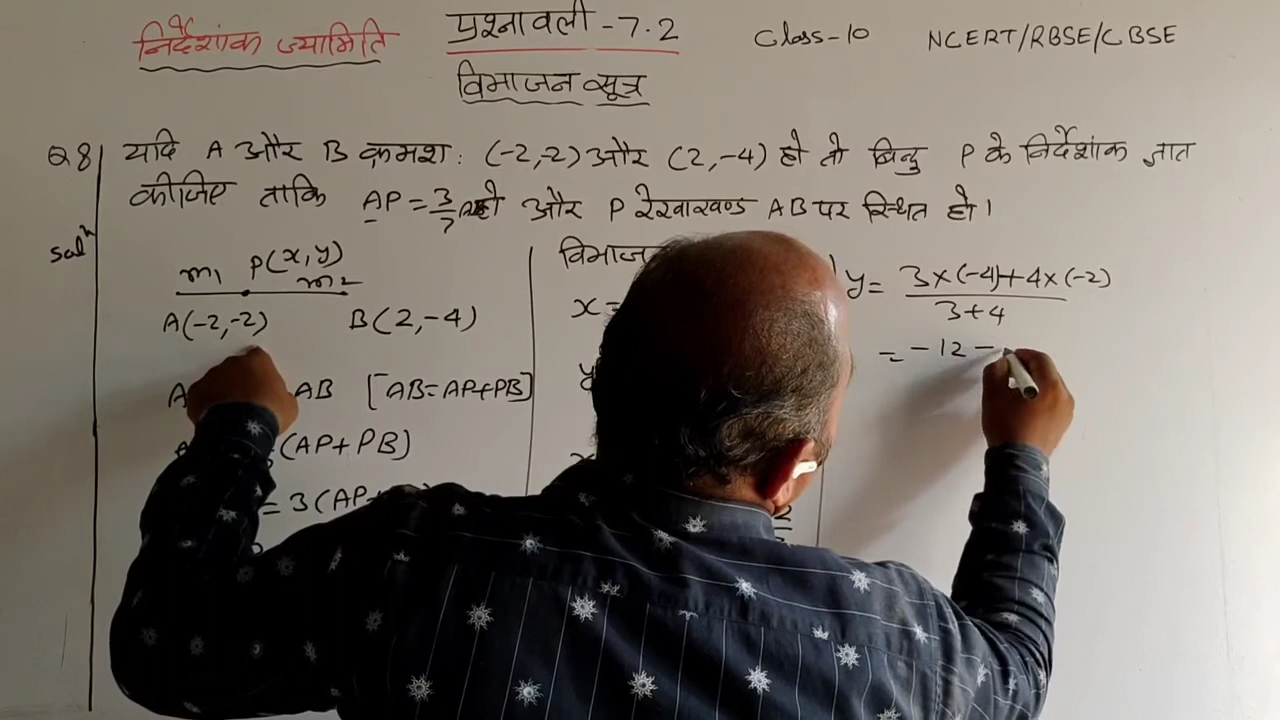 निर्देशांक ज्यामिति
प्रश्नावली - 7.2
Class-10
NCERT/RBSE/CBSE
विभाजन सूत्र
Q8 यदि A और B क्रमश: (-2,-2) और (2,-4) हो तो बिन्दु P के निर्देशांक ज्ञात
कीजिए ताकि AP = 3/7 AB हो और P रेखाखण्ड AB पर स्थित हो।
Solⁿ
m₁ P(x,y) m₂
A(-2,-2) B(2,-4)
AB [AB=AP+PB]
(AP+PB)
= 3(AP+
x=
y= 3×(-4)+4×(-2) / 3+4
= -12 -